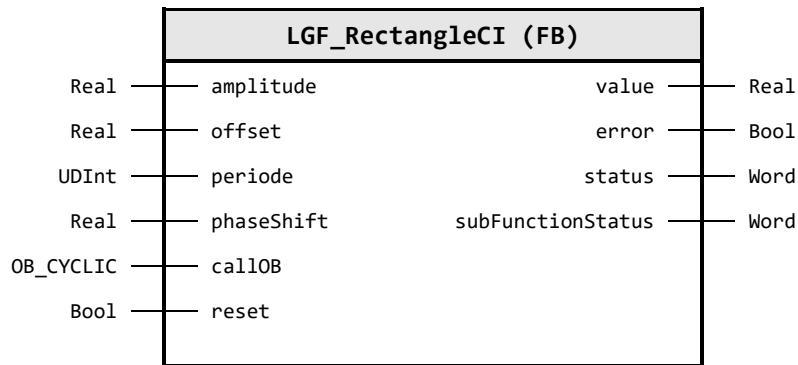 LGF_RectangleCI (FB)
Real amplitude value Real
Real offset error Bool
UDInt periode status Word
Real phaseShift subFunctionStatus Word
OB_CYCLIC callOB
Bool reset